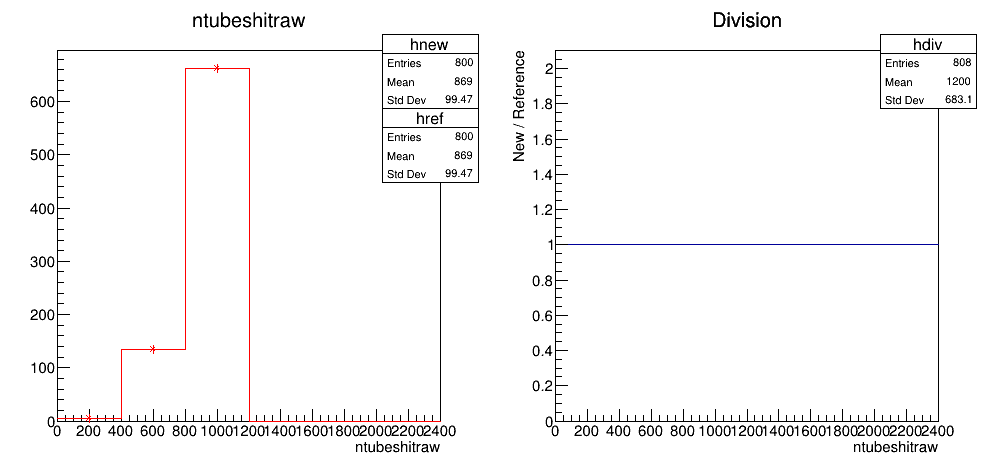 ntubeshitraw
hnew
Entries 800
Mean 869
Std Dev 99.47
href
Entries 800
Mean 869
Std Dev 99.47
600
500
400
300
200
100
0
0 200 400 600 800 1000 1200 1400 1600 1800 2000 2200 2400
ntubeshitraw
Division
hdiv
Entries 808
Mean 1200
Std Dev 683.1
New / Reference
2
1.8
1.6
1.4
1.2
1
0.8
0.6
0.4
0.2
0
0 200 400 600 800 1000 1200 1400 1600 1800 2000 2200 2400
ntubeshitraw